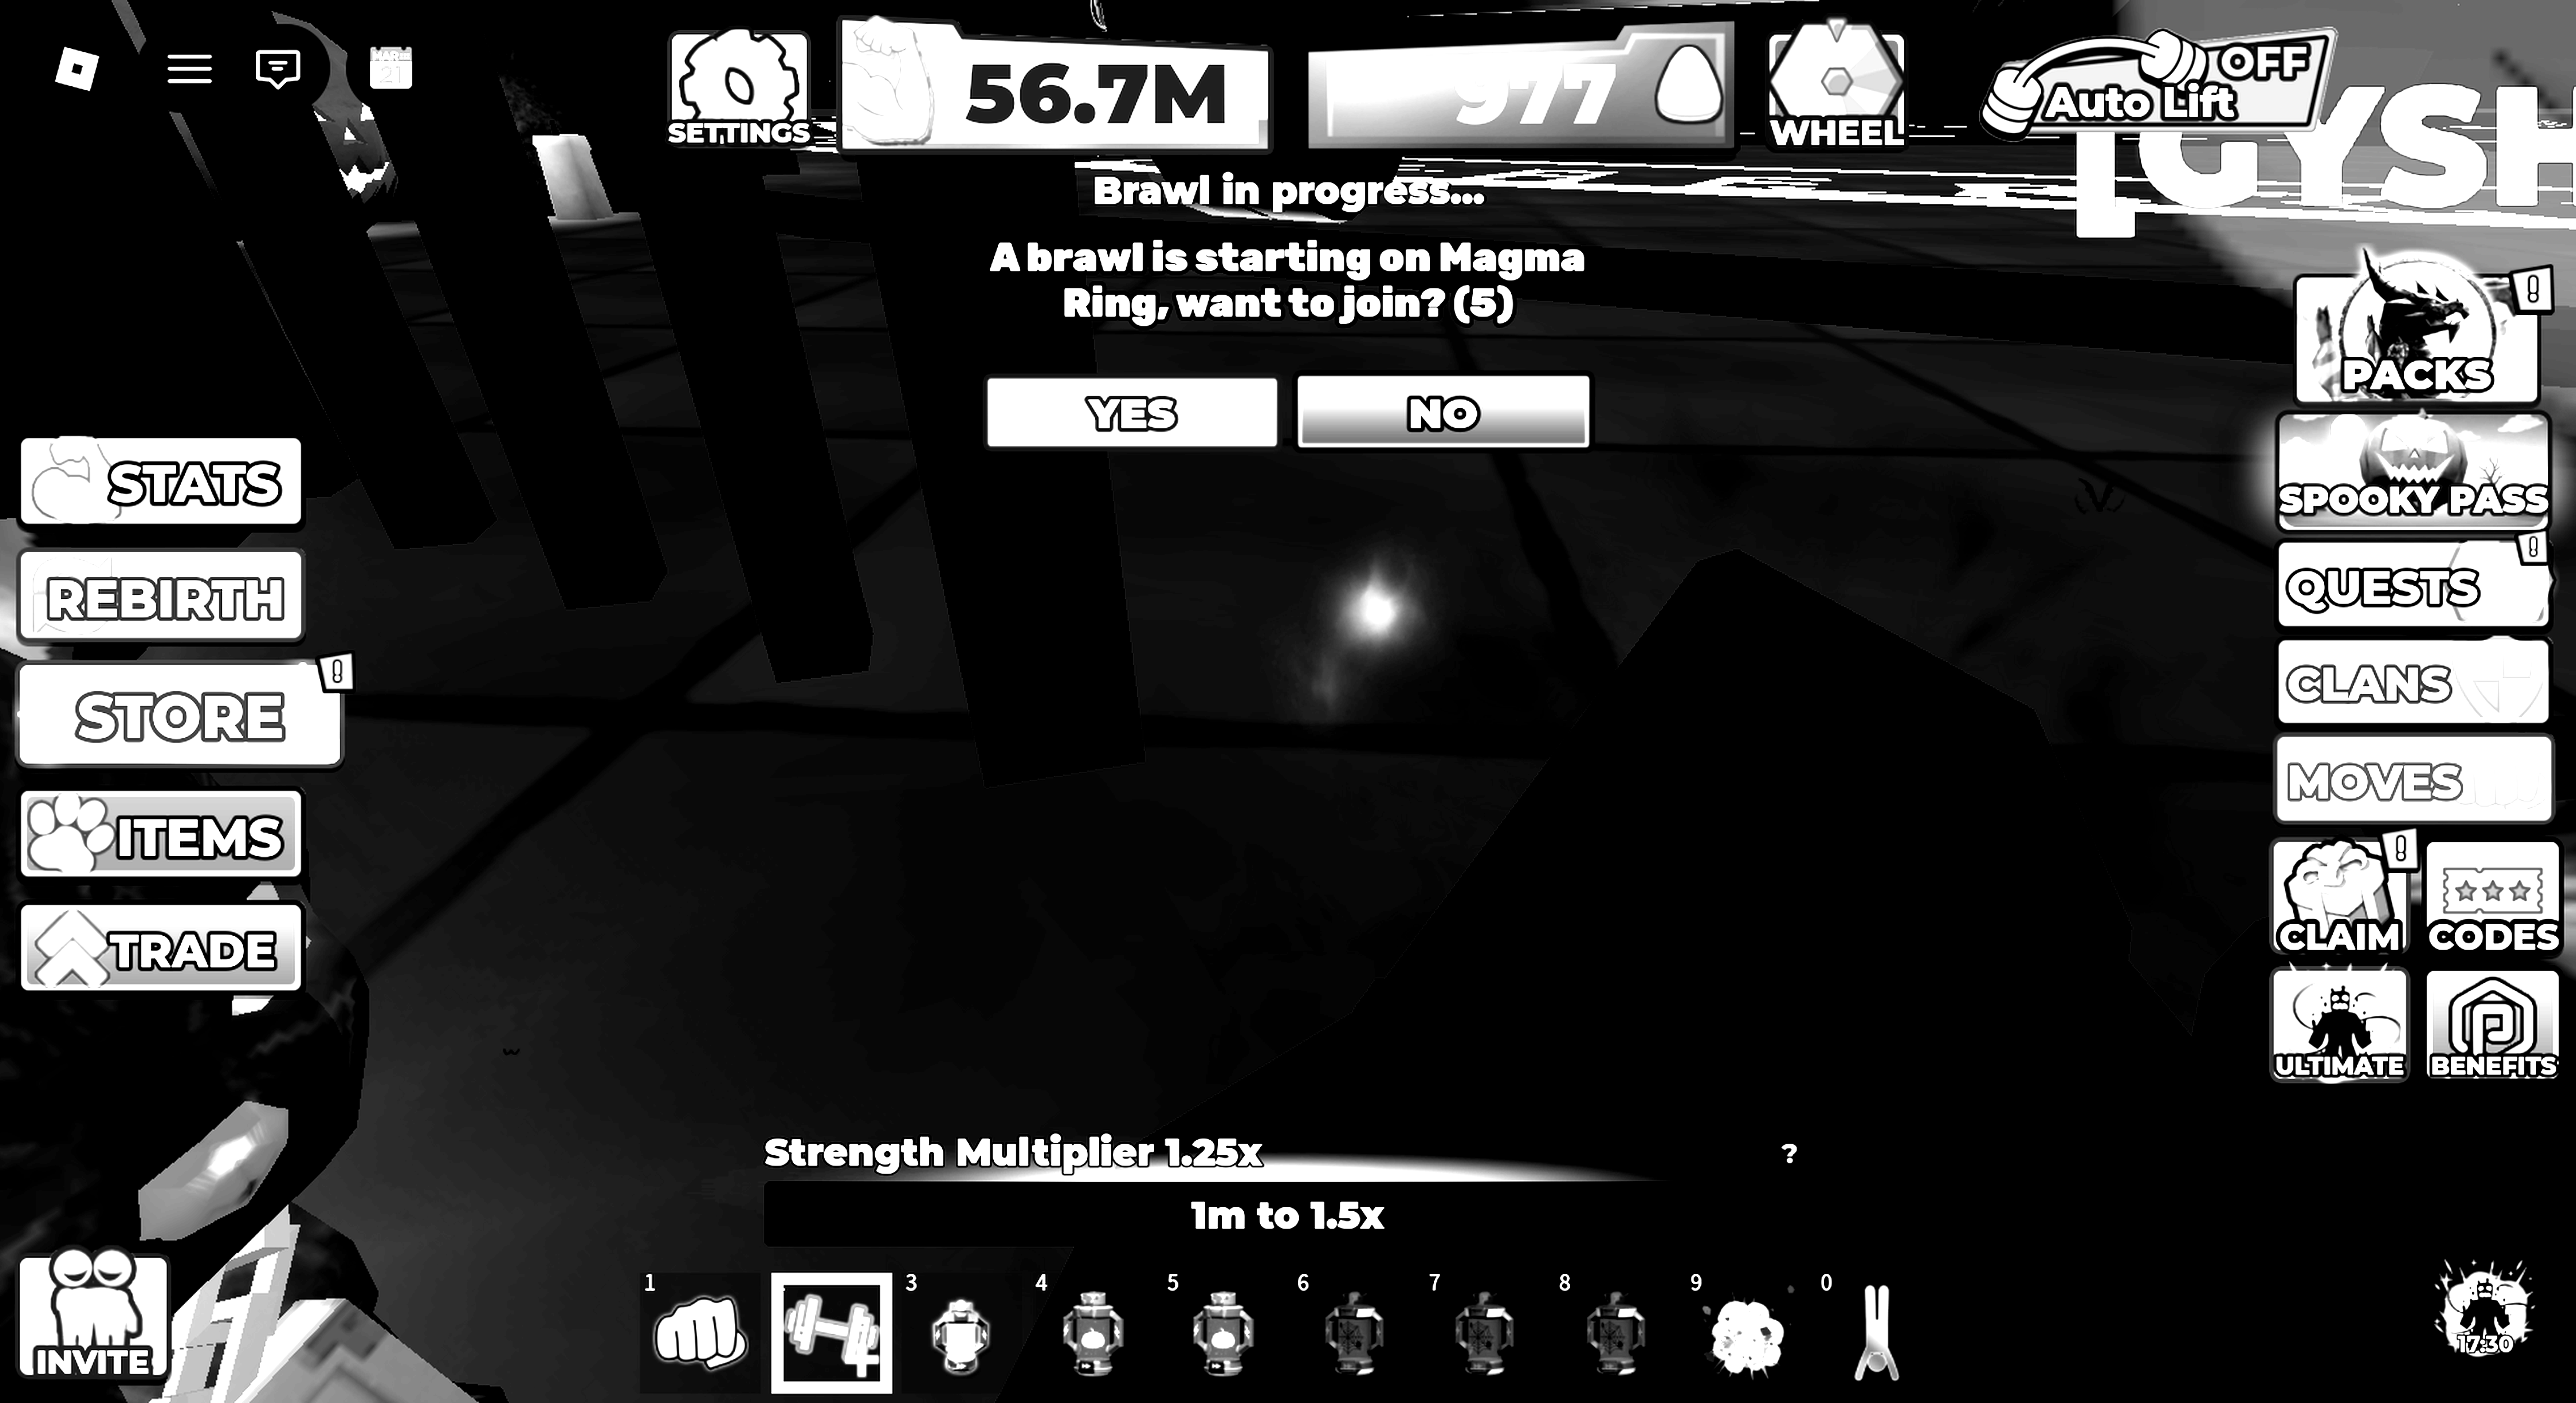 MARCH
21
SETTINGS
56.7M
977
WHEEL
OFF
Auto Lift
TOYSH
Brawl in progress...
A brawl is starting on Magma
Ring, want to join? (5)
YES
NO
STATS
REBIRTH
STORE
ITEMS
TRADE
INVITE
PACKS
SPOOKY PASS
QUESTS
CLANS
MOVES
CLAIM
CODES
ULTIMATE
BENEFITS
Strength Multiplier 1.25x
?
1m to 1.5x
1
3
4
5
6
7
8
9
0
17:30